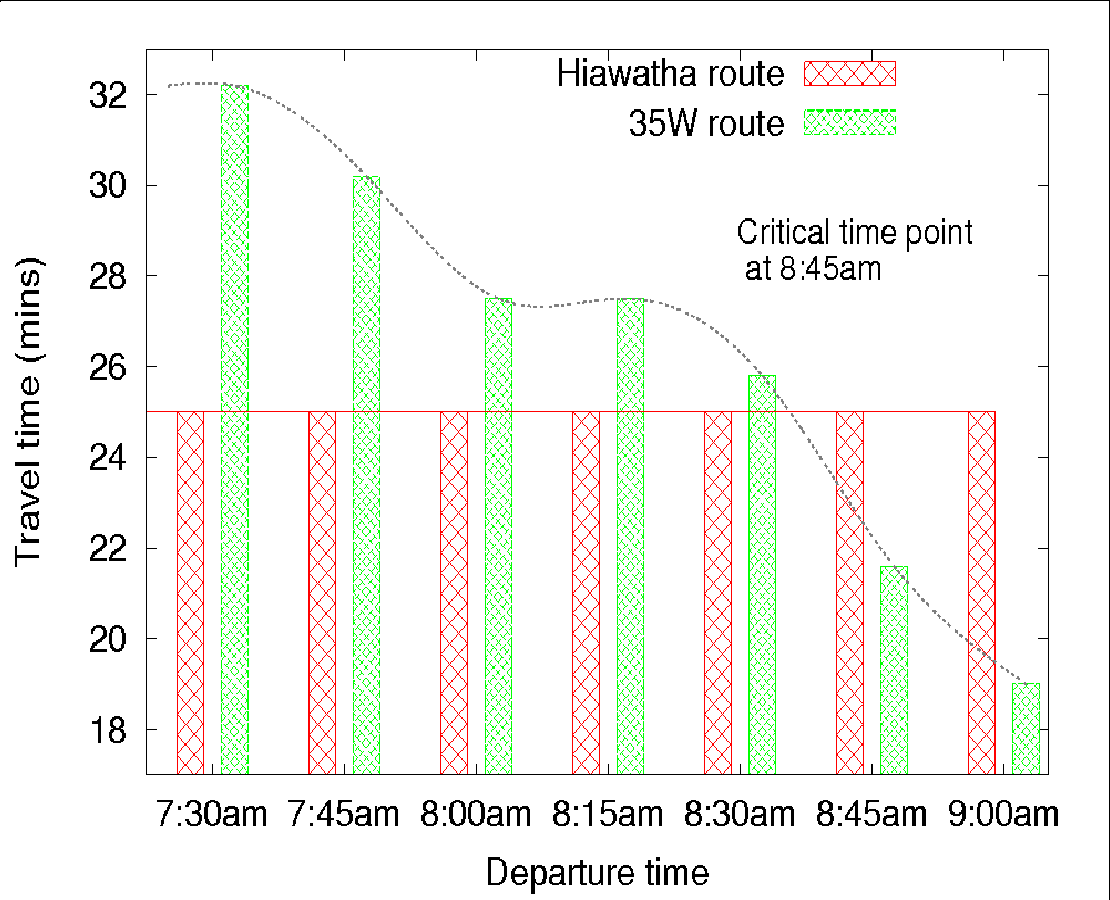 Hiawatha route
35W route
Critical time point
at 8:45am
32
30
28
26
24
22
20
18
Travel time (mins)
7:30am 7:45am 8:00am 8:15am 8:30am 8:45am 9:00am
Departure time